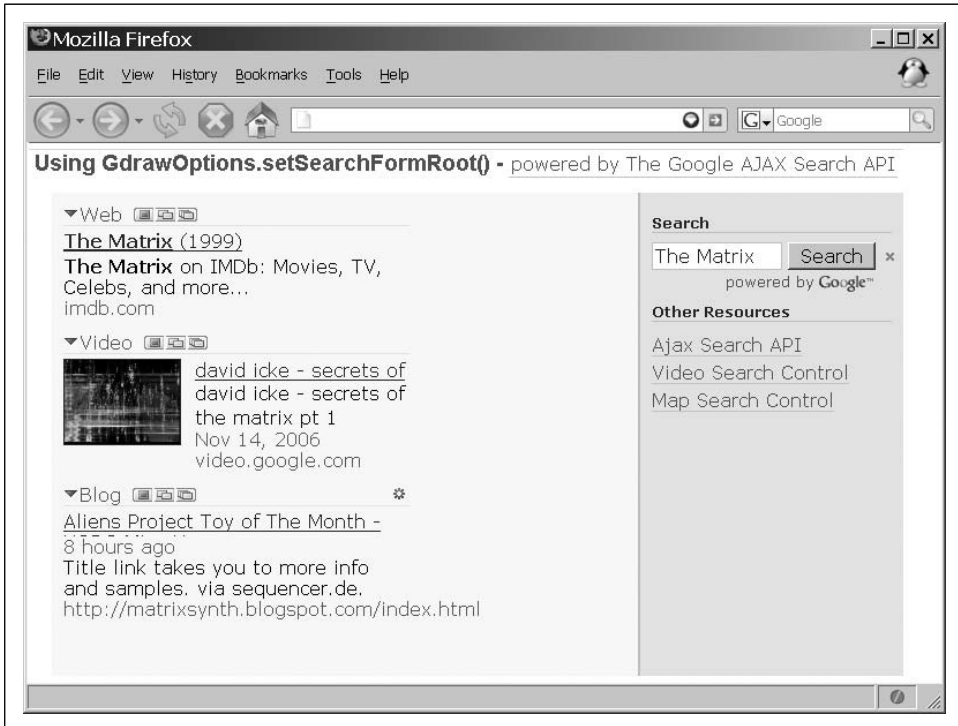 Mozilla Firefox
File Edit View History Bookmarks Tools Help
G Google
Using GdrawOptions.setSearchFormRoot() - powered by The Google AJAX Search API
Web
The Matrix (1999)
The Matrix on IMDb: Movies, TV,
Celebs, and more...
imdb.com
Video
david icke - secrets of
david icke - secrets of
the matrix pt 1
Nov 14, 2006
video.google.com
Blog
Aliens Project Toy of The Month -
8 hours ago
Title link takes you to more info
and samples. via sequencer.de.
http://matrixsynth.blogspot.com/index.html
Search
The Matrix Search ×
powered by Google™
Other Resources
Ajax Search API
Video Search Control
Map Search Control